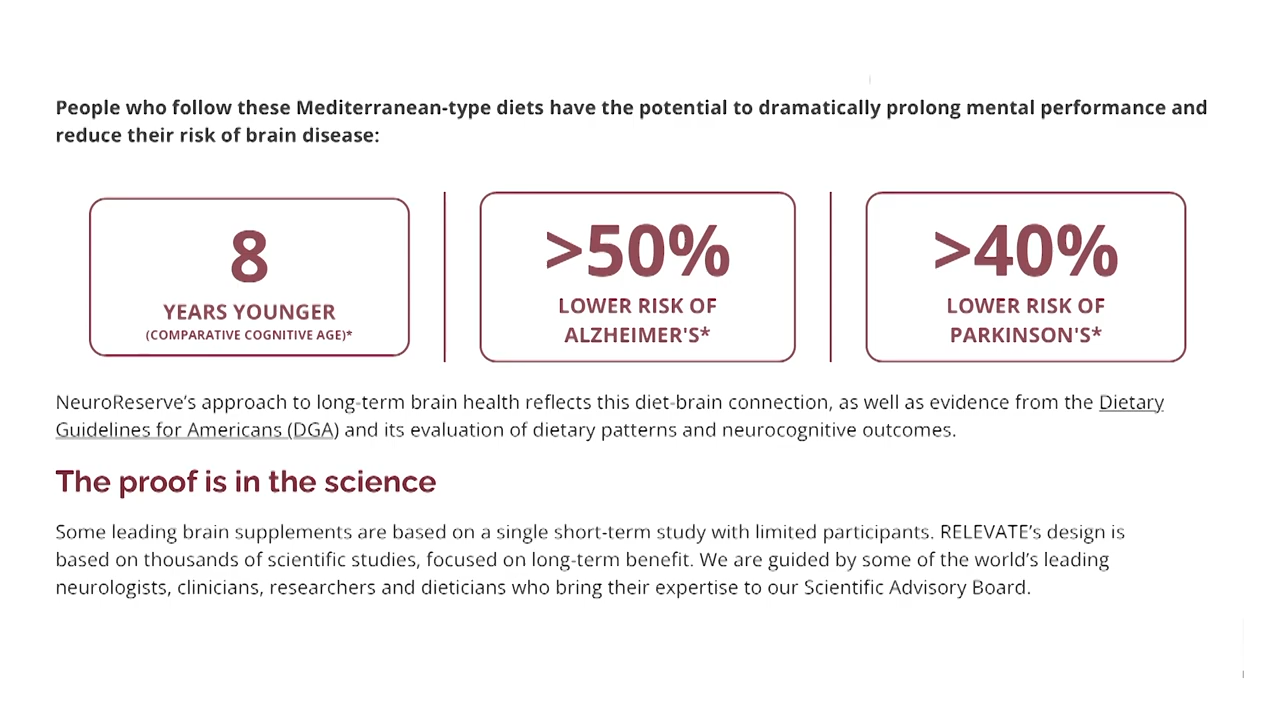 People who follow these Mediterranean-type diets have the potential to dramatically prolong mental performance and
reduce their risk of brain disease:
8
YEARS YOUNGER
(COMPARATIVE COGNITIVE AGE)*
>50%
LOWER RISK OF
ALZHEIMER'S*
>40%
LOWER RISK OF
PARKINSON'S*
NeuroReserve’s approach to long-term brain health reflects this diet-brain connection, as well as evidence from the Dietary
Guidelines for Americans (DGA) and its evaluation of dietary patterns and neurocognitive outcomes.
The proof is in the science
Some leading brain supplements are based on a single short-term study with limited participants. RELEVATE’s design is
based on thousands of scientific studies, focused on long-term benefit. We are guided by some of the world’s leading
neurologists, clinicians, researchers and dieticians who bring their expertise to our Scientific Advisory Board.